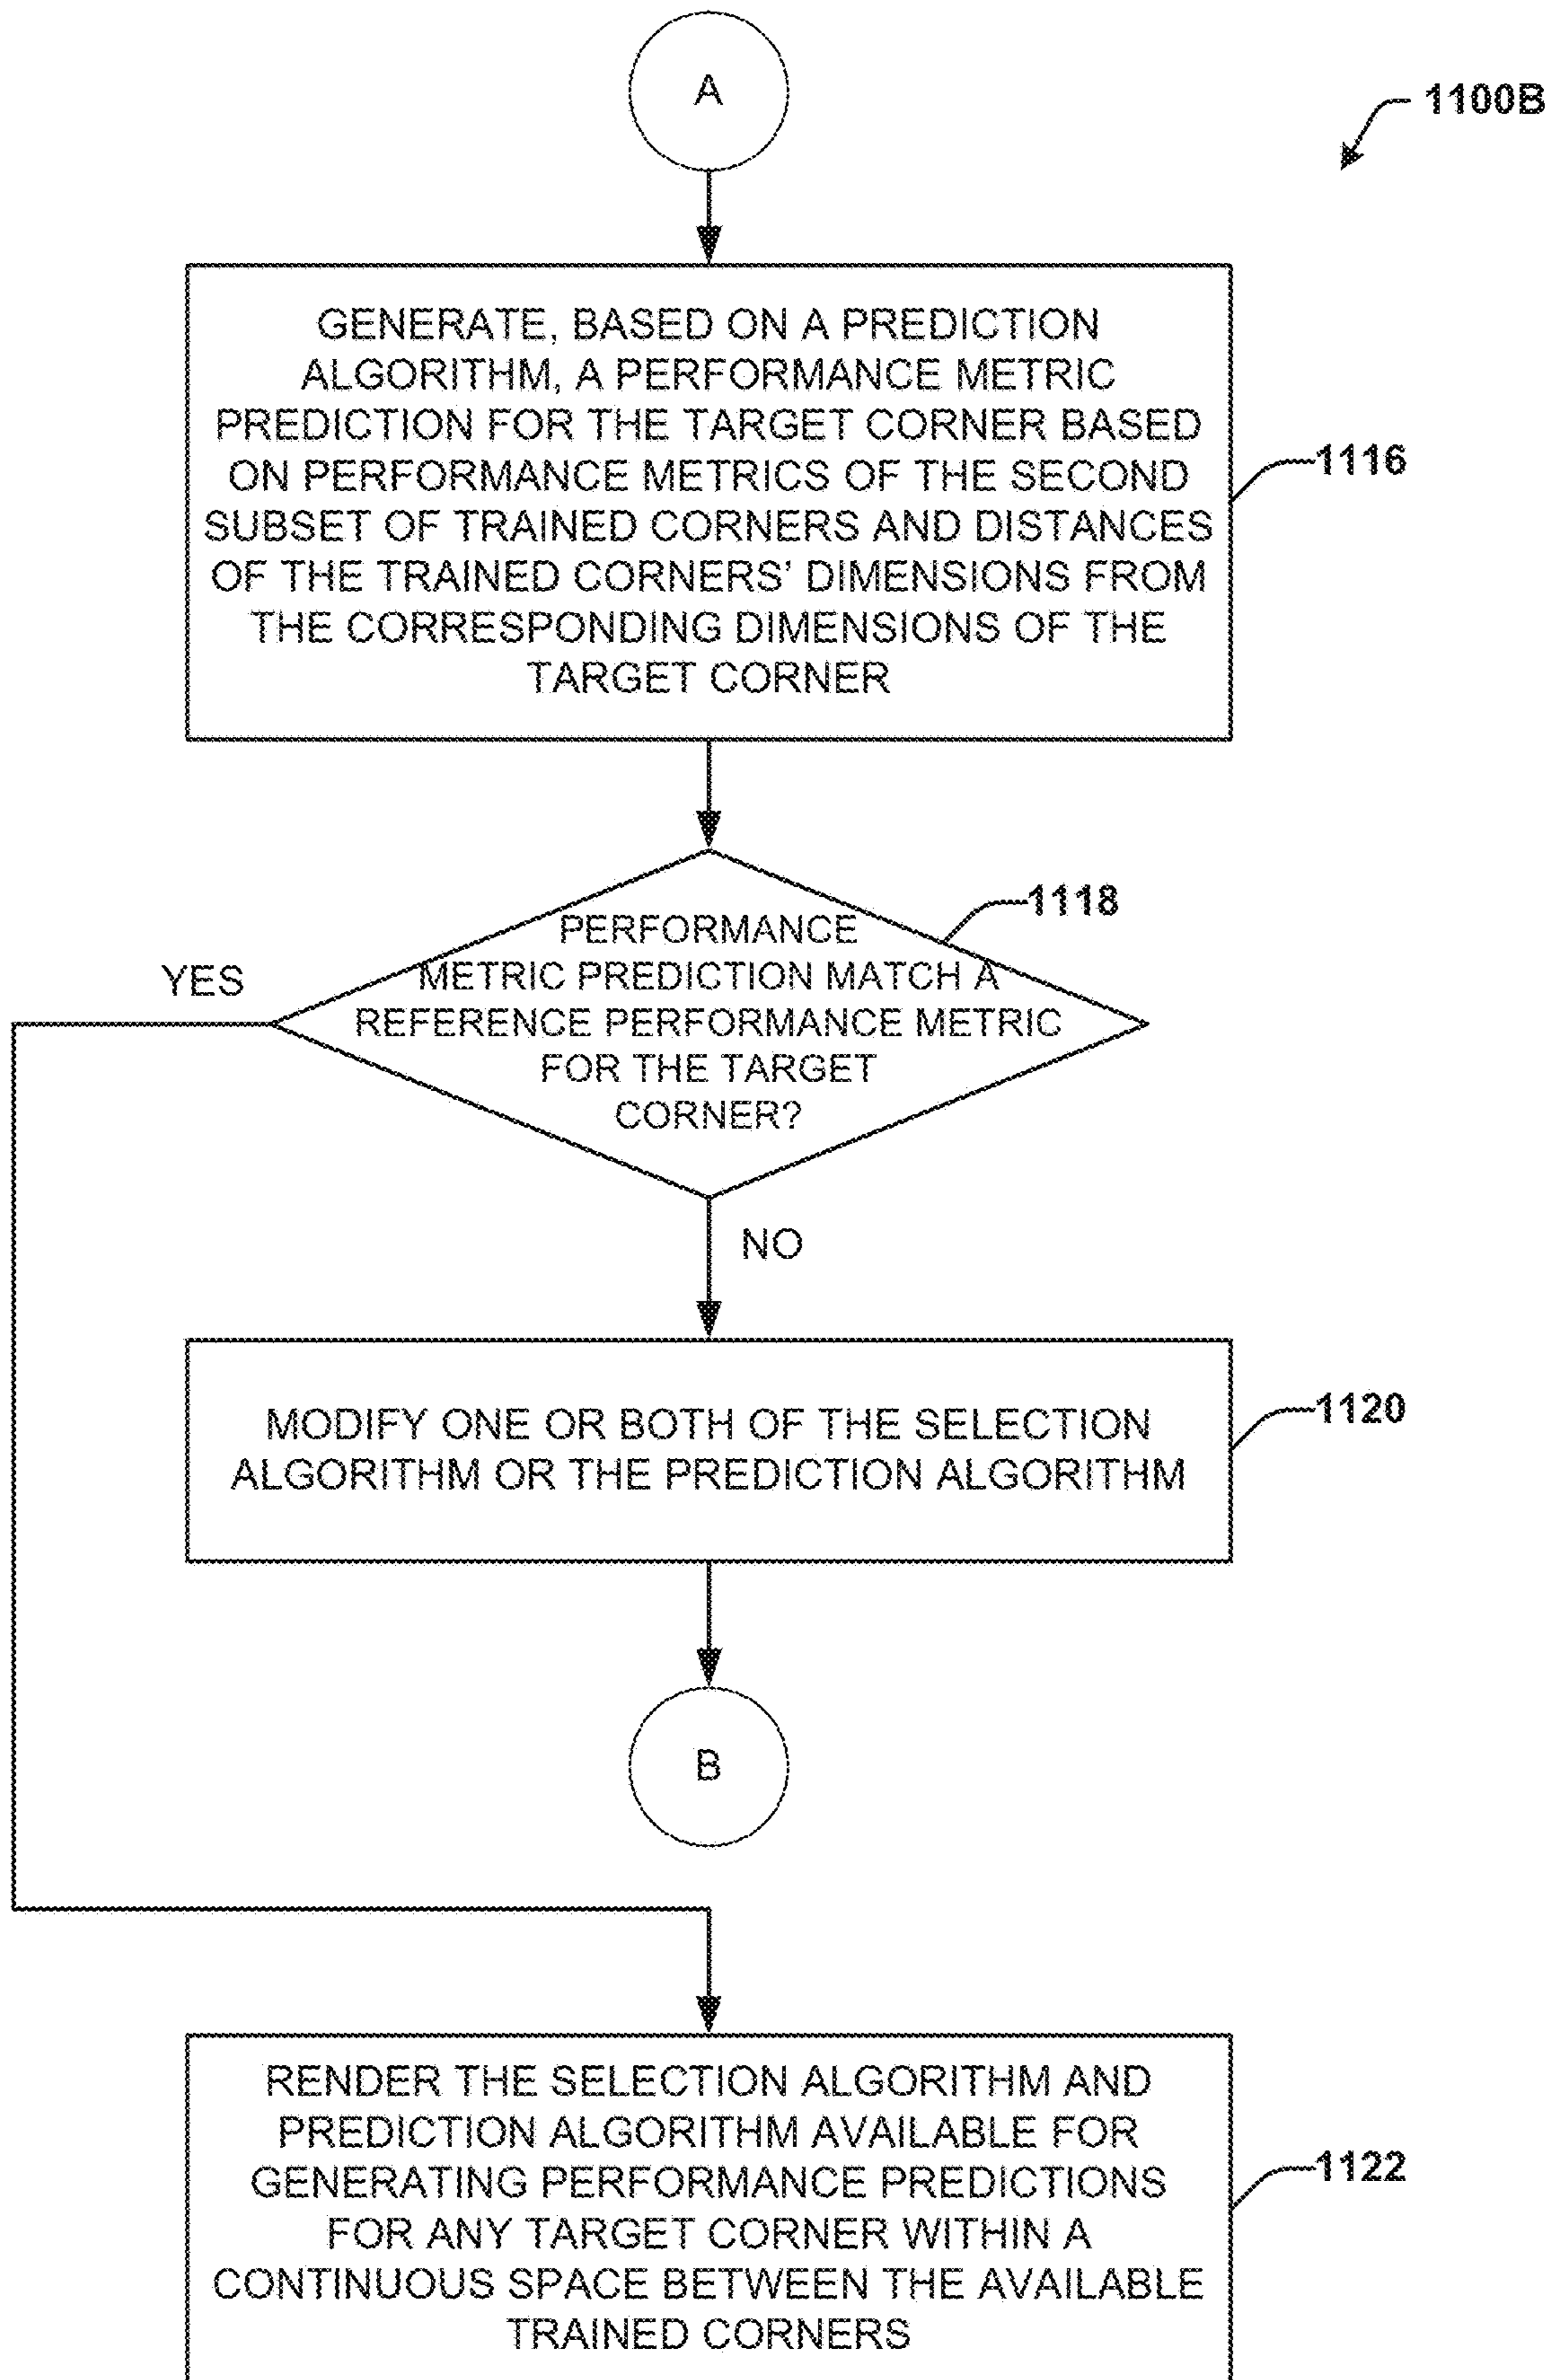 A
1100B
GENERATE, BASED ON A PREDICTION
ALGORITHM, A PERFORMANCE METRIC
PREDICTION FOR THE TARGET CORNER BASED
ON PERFORMANCE METRICS OF THE SECOND
SUBSET OF TRAINED CORNERS AND DISTANCES
OF THE TRAINED CORNERS’ DIMENSIONS FROM
THE CORRESPONDING DIMENSIONS OF THE
TARGET CORNER
1116
PERFORMANCE
METRIC PREDICTION MATCH A
REFERENCE PERFORMANCE METRIC
FOR THE TARGET
CORNER?
1118
YES
NO
MODIFY ONE OR BOTH OF THE SELECTION
ALGORITHM OR THE PREDICTION ALGORITHM
1120
B
RENDER THE SELECTION ALGORITHM AND
PREDICTION ALGORITHM AVAILABLE FOR
GENERATING PERFORMANCE PREDICTIONS
FOR ANY TARGET CORNER WITHIN A
CONTINUOUS SPACE BETWEEN THE AVAILABLE
TRAINED CORNERS
1122